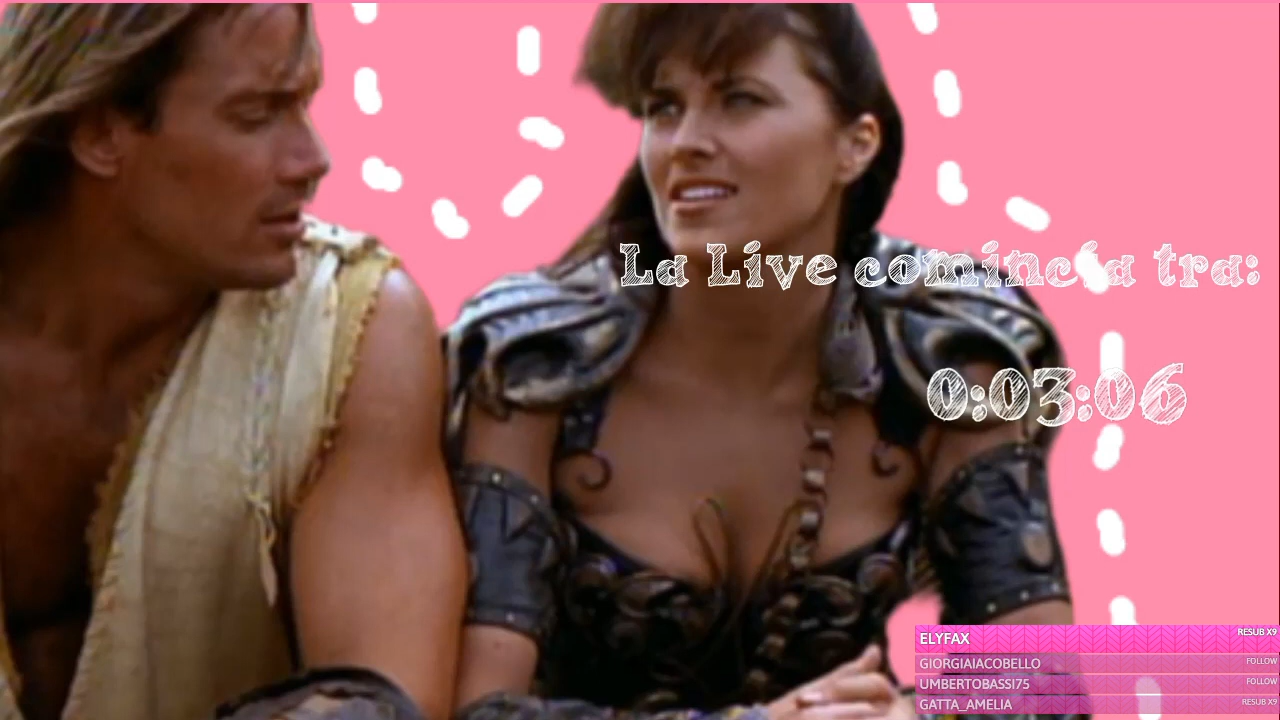 La Live comincia tra:
0:03:06
ELYFAX RESUB X9
GIORGIAIACOBELLO FOLLOW
UMBERTOBASSI75 FOLLOW
GATTA_AMELIA RESUB X9